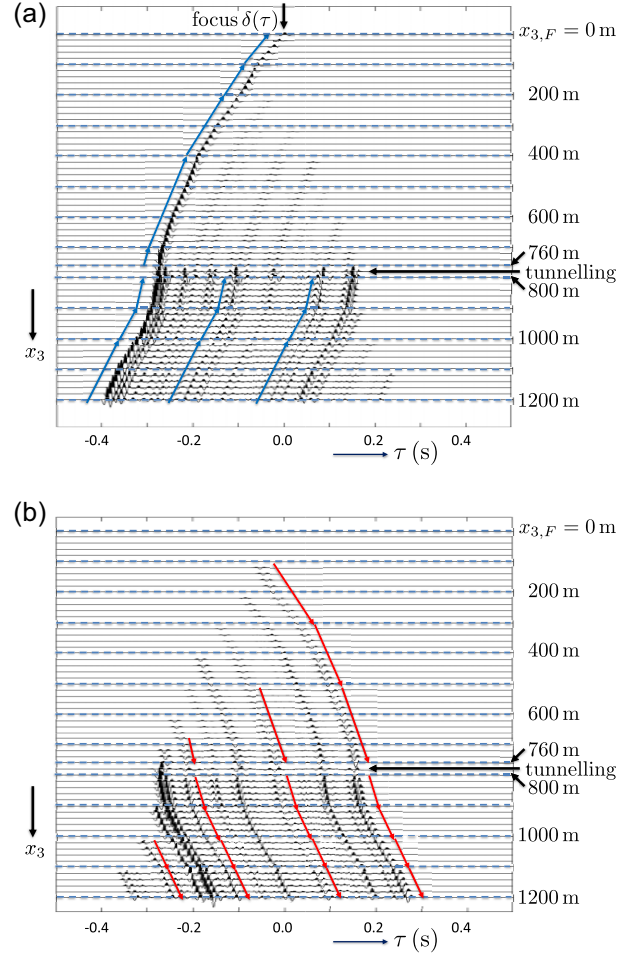 (a)
focus δ(τ)
x₃,F = 0 m
200 m
400 m
600 m
760 m
tunnelling
800 m
x₃
1000 m
1200 m
-0.4 -0.2 0.0 0.2 0.4
τ (s)
(b)
x₃,F = 0 m
200 m
400 m
600 m
760 m
tunnelling
800 m
x₃
1000 m
1200 m
-0.4 -0.2 0.0 0.2 0.4
τ (s)